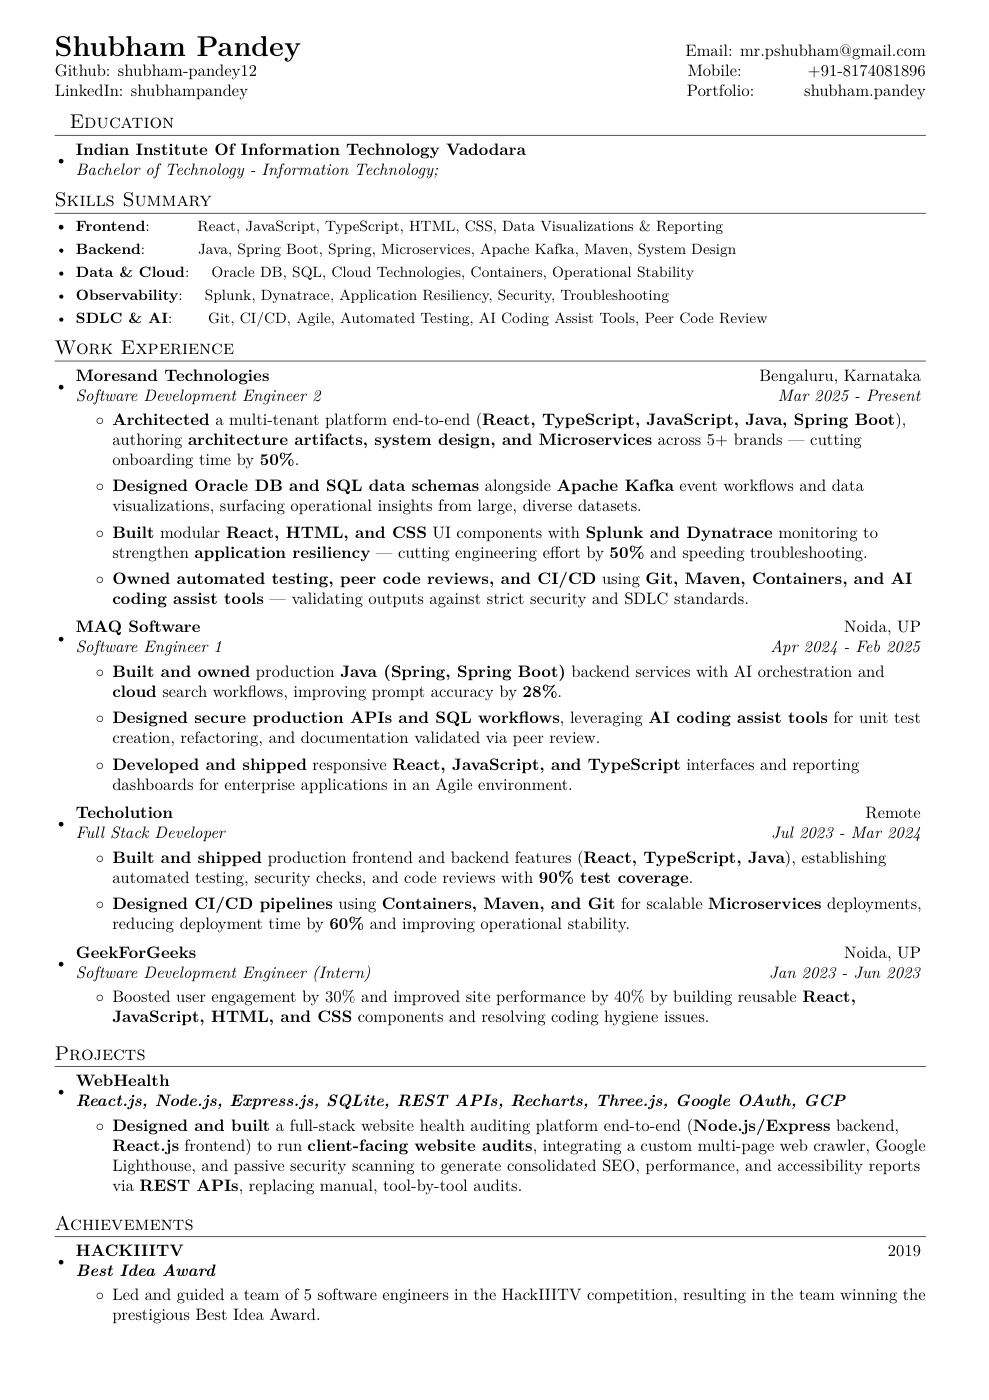 Shubham Pandey
Email: mr.pshubham@gmail.com
Github: shubham-pandey12
Mobile: +91-8174081896
LinkedIn: shubhampandey
Portfolio: shubham.pandey
Education
• Indian Institute Of Information Technology Vadodara
Bachelor of Technology - Information Technology;
Skills Summary
• Frontend: React, JavaScript, TypeScript, HTML, CSS, Data Visualizations & Reporting
• Backend: Java, Spring Boot, Spring, Microservices, Apache Kafka, Maven, System Design
• Data & Cloud: Oracle DB, SQL, Cloud Technologies, Containers, Operational Stability
• Observability: Splunk, Dynatrace, Application Resiliency, Security, Troubleshooting
• SDLC & AI: Git, CI/CD, Agile, Automated Testing, AI Coding Assist Tools, Peer Code Review
Work Experience
• Moresand Technologies Bengaluru, Karnataka
Software Development Engineer 2 Mar 2025 - Present
◦ Architected a multi-tenant platform end-to-end (React, TypeScript, JavaScript, Java, Spring Boot),
authoring architecture artifacts, system design, and Microservices across 5+ brands — cutting
onboarding time by 50%.
◦ Designed Oracle DB and SQL data schemas alongside Apache Kafka event workflows and data
visualizations, surfacing operational insights from large, diverse datasets.
◦ Built modular React, HTML, and CSS UI components with Splunk and Dynatrace monitoring to
strengthen application resiliency — cutting engineering effort by 50% and speeding troubleshooting.
◦ Owned automated testing, peer code reviews, and CI/CD using Git, Maven, Containers, and AI
coding assist tools — validating outputs against strict security and SDLC standards.
• MAQ Software Noida, UP
Software Engineer 1 Apr 2024 - Feb 2025
◦ Built and owned production Java (Spring, Spring Boot) backend services with AI orchestration and
cloud search workflows, improving prompt accuracy by 28%.
◦ Designed secure production APIs and SQL workflows, leveraging AI coding assist tools for unit test
creation, refactoring, and documentation validated via peer review.
◦ Developed and shipped responsive React, JavaScript, and TypeScript interfaces and reporting
dashboards for enterprise applications in an Agile environment.
• Techolution Remote
Full Stack Developer Jul 2023 - Mar 2024
◦ Built and shipped production frontend and backend features (React, TypeScript, Java), establishing
automated testing, security checks, and code reviews with 90% test coverage.
◦ Designed CI/CD pipelines using Containers, Maven, and Git for scalable Microservices deployments,
reducing deployment time by 60% and improving operational stability.
• GeekForGeeks Noida, UP
Software Development Engineer (Intern) Jan 2023 - Jun 2023
◦ Boosted user engagement by 30% and improved site performance by 40% by building reusable React,
JavaScript, HTML, and CSS components and resolving coding hygiene issues.
Projects
• WebHealth
React.js, Node.js, Express.js, SQLite, REST APIs, Recharts, Three.js, Google OAuth, GCP
◦ Designed and built a full-stack website health auditing platform end-to-end (Node.js/Express backend,
React.js frontend) to run client-facing website audits, integrating a custom multi-page web crawler, Google
Lighthouse, and passive security scanning to generate consolidated SEO, performance, and accessibility reports
via REST APIs, replacing manual, tool-by-tool audits.
Achievements
• HACKIIITV 2019
Best Idea Award
◦ Led and guided a team of 5 software engineers in the HackIIITV competition, resulting in the team winning the
prestigious Best Idea Award.